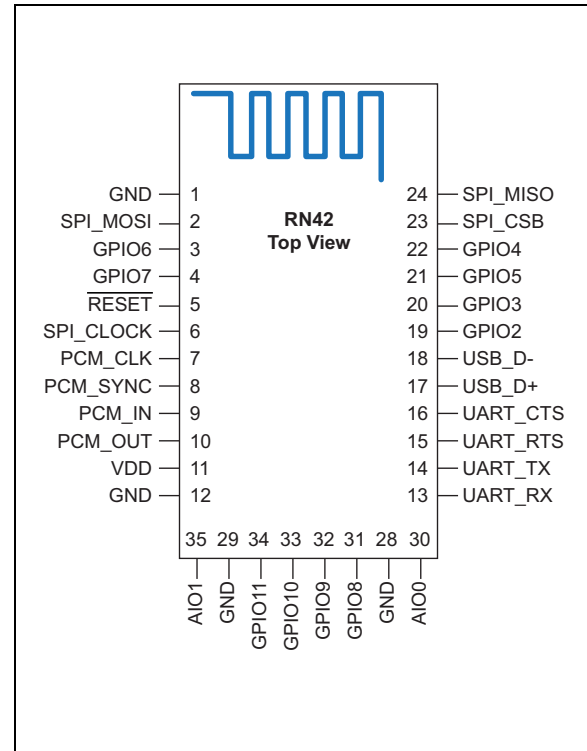 RN42
Top View
GND 1
SPI_MOSI 2
GPIO6 3
GPIO7 4
RESET 5
SPI_CLOCK 6
PCM_CLK 7
PCM_SYNC 8
PCM_IN 9
PCM_OUT 10
VDD 11
GND 12
24 SPI_MISO
23 SPI_CSB
22 GPIO4
21 GPIO5
20 GPIO3
19 GPIO2
18 USB_D-
17 USB_D+
16 UART_CTS
15 UART_RTS
14 UART_TX
13 UART_RX
35 29 34 33 32 31 28 30
AIO1
GND
GPIO11
GPIO10
GPIO9
GPIO8
GND
AIO0